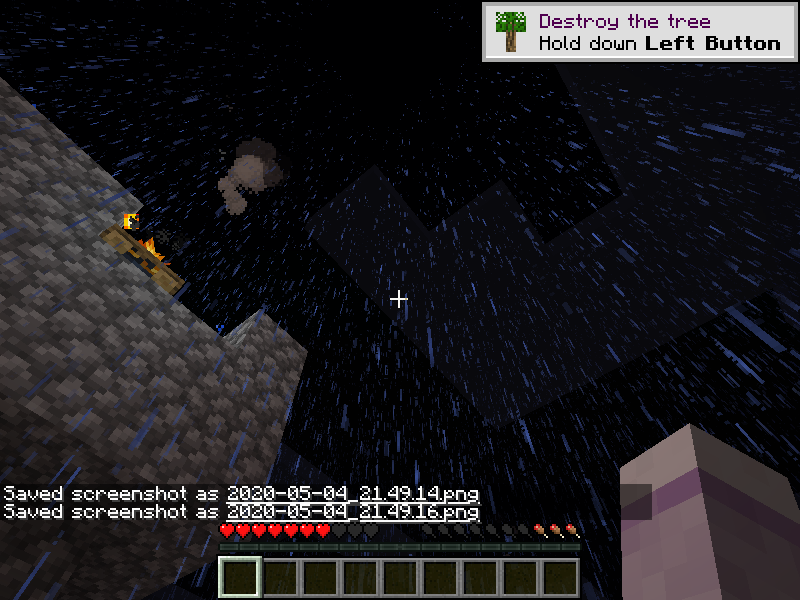 Destroy the tree
Hold down Left Button
Saved screenshot as 2020-05-04_21.49.14.png
Saved screenshot as 2020-05-04_21.49.16.png